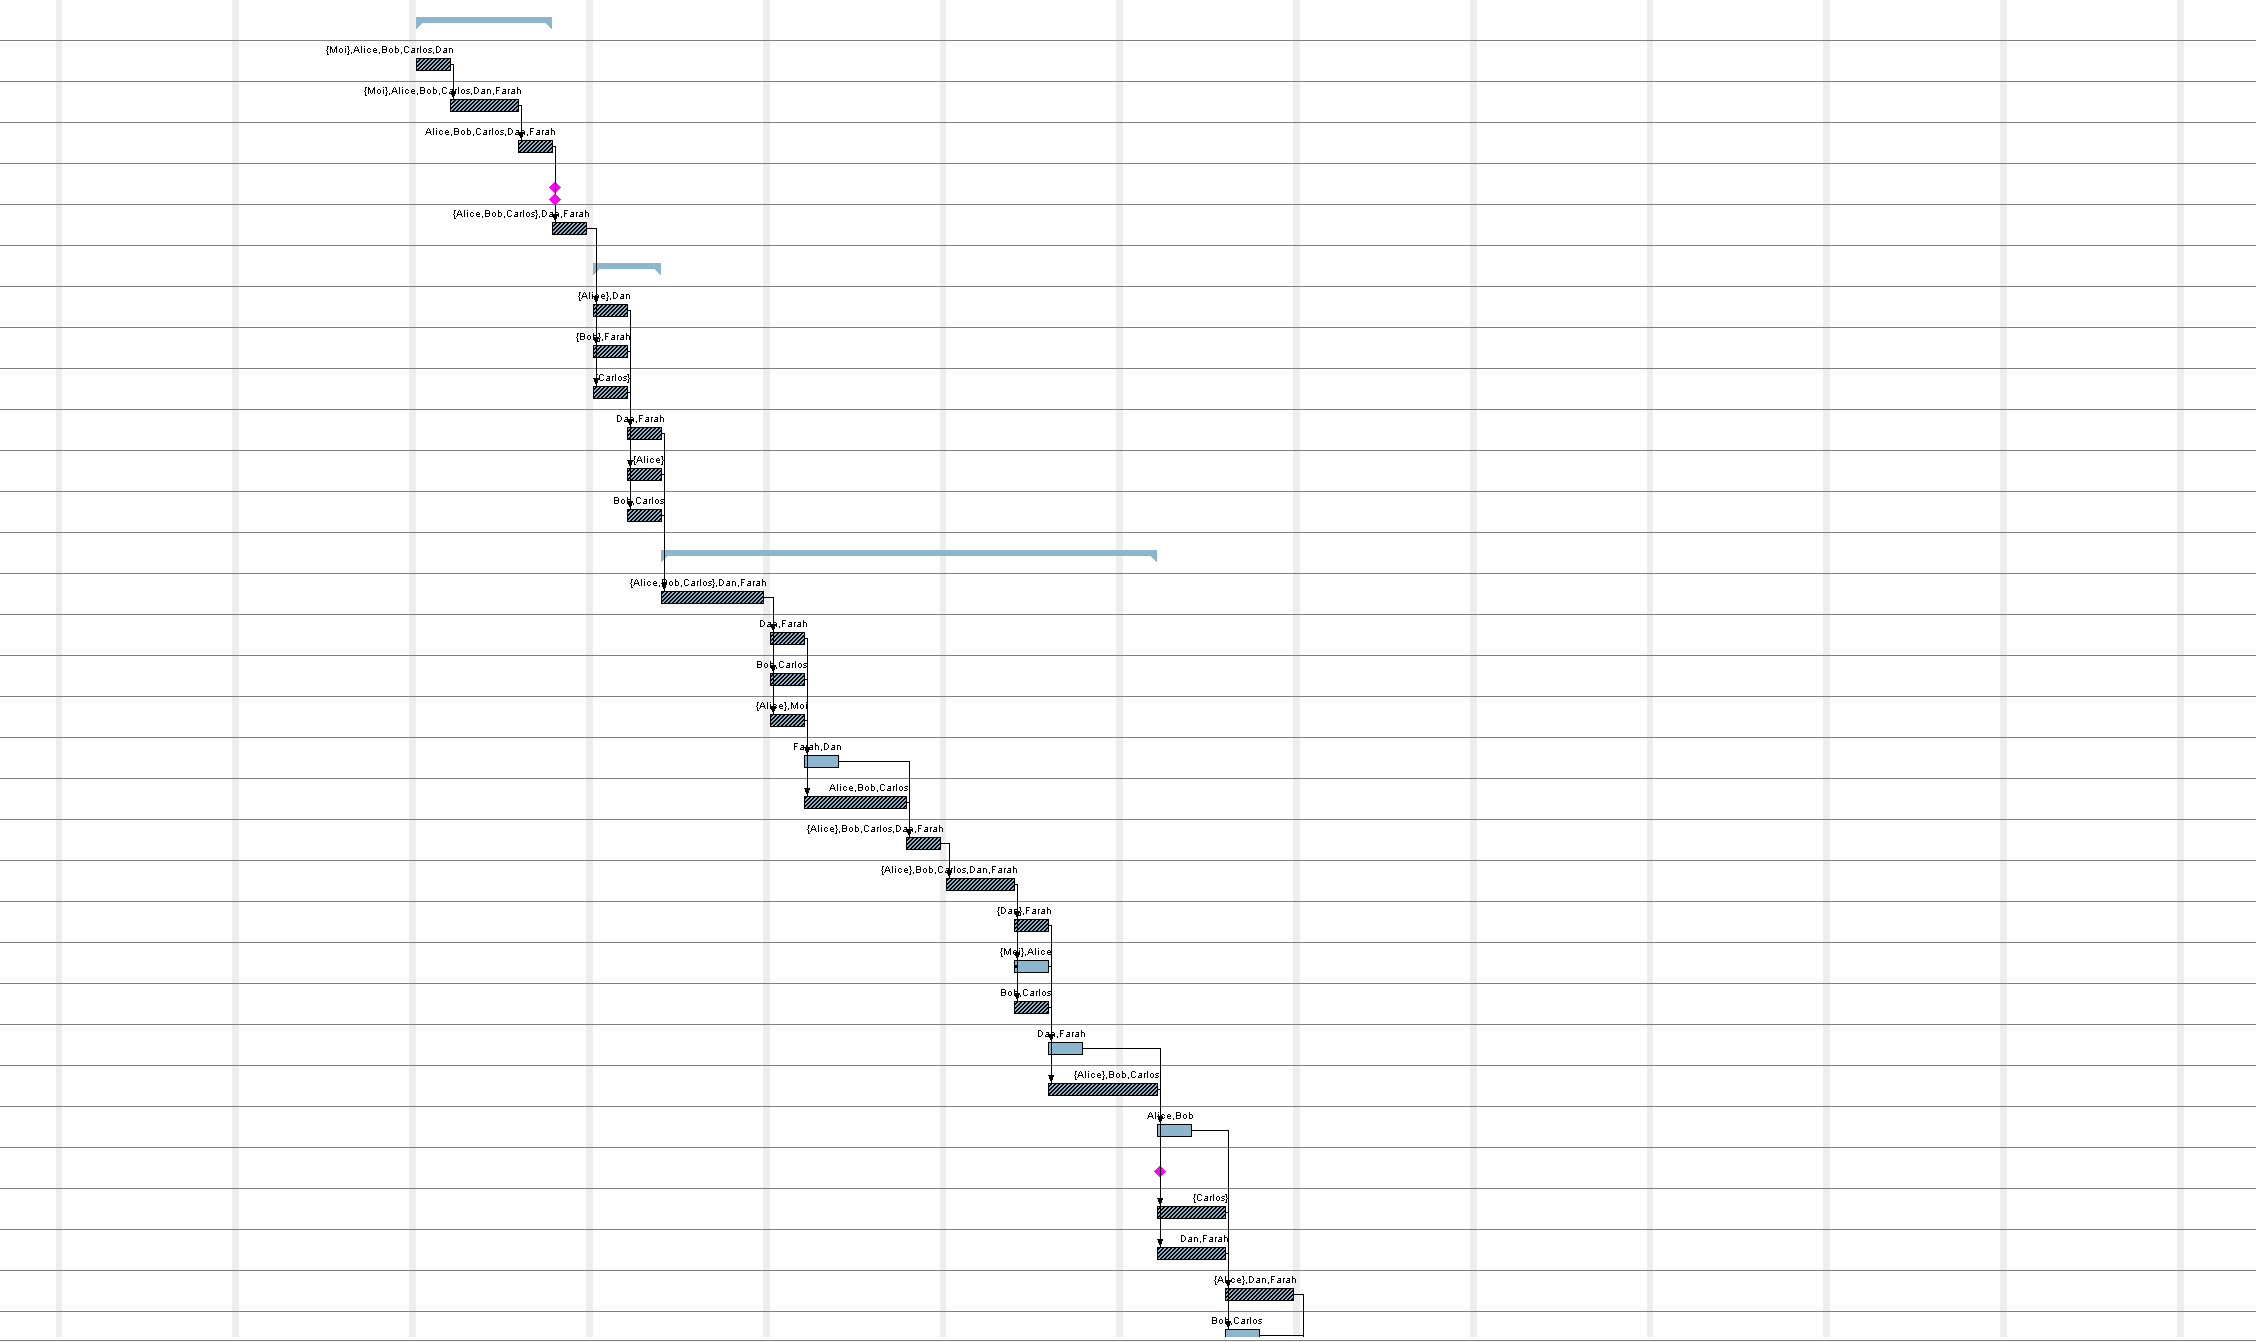 {Moi},Alice,Bob,Carlos,Dan
{Moi},Alice,Bob,Carlos,Dan,Farah
Alice,Bob,Carlos,Dan,Farah
{Alice,Bob,Carlos},Dan,Farah
{Alice},Dan
{Bob},Farah
{Carlos}
Dan,Farah
{Alice}
Bob,Carlos
{Alice,Bob,Carlos},Dan,Farah
Dan,Farah
Bob,Carlos
{Alice},Moi
Farah,Dan
Alice,Bob,Carlos
{Alice},Bob,Carlos,Dan,Farah
{Alice},Bob,Carlos,Dan,Farah
{Dan},Farah
{Moi},Alice
Bob,Carlos
Dan,Farah
{Alice},Bob,Carlos
Alice,Bob
{Carlos}
Dan,Farah
{Alice},Dan,Farah
Bob,Carlos